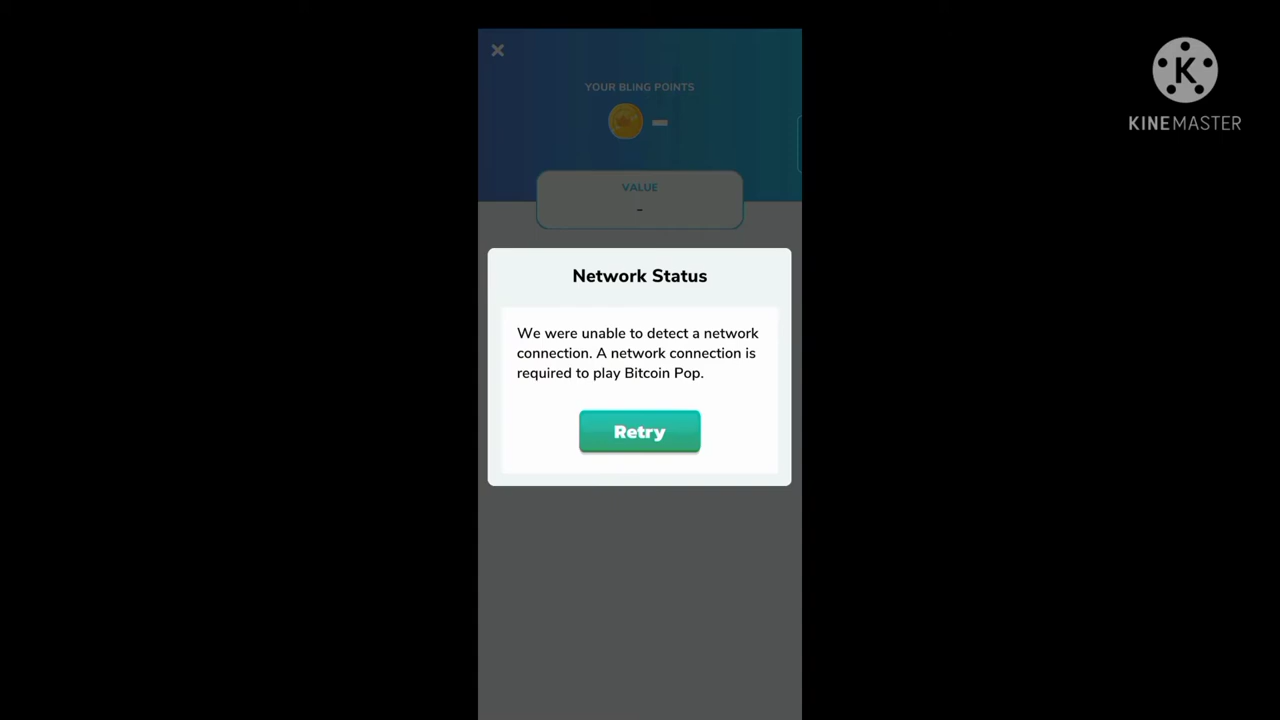 YOUR BLING POINTS
-
VALUE
-
Network Status
We were unable to detect a network
connection. A network connection is
required to play Bitcoin Pop.
Retry
K
KINEMASTER